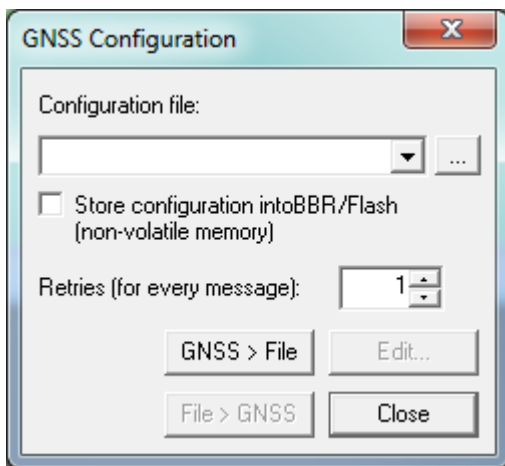 GNSS Configuration
Configuration file:
...
Store configuration intoBBR/Flash
(non-volatile memory)
Retries (for every message): 1
GNSS > File Edit...
File > GNSS Close